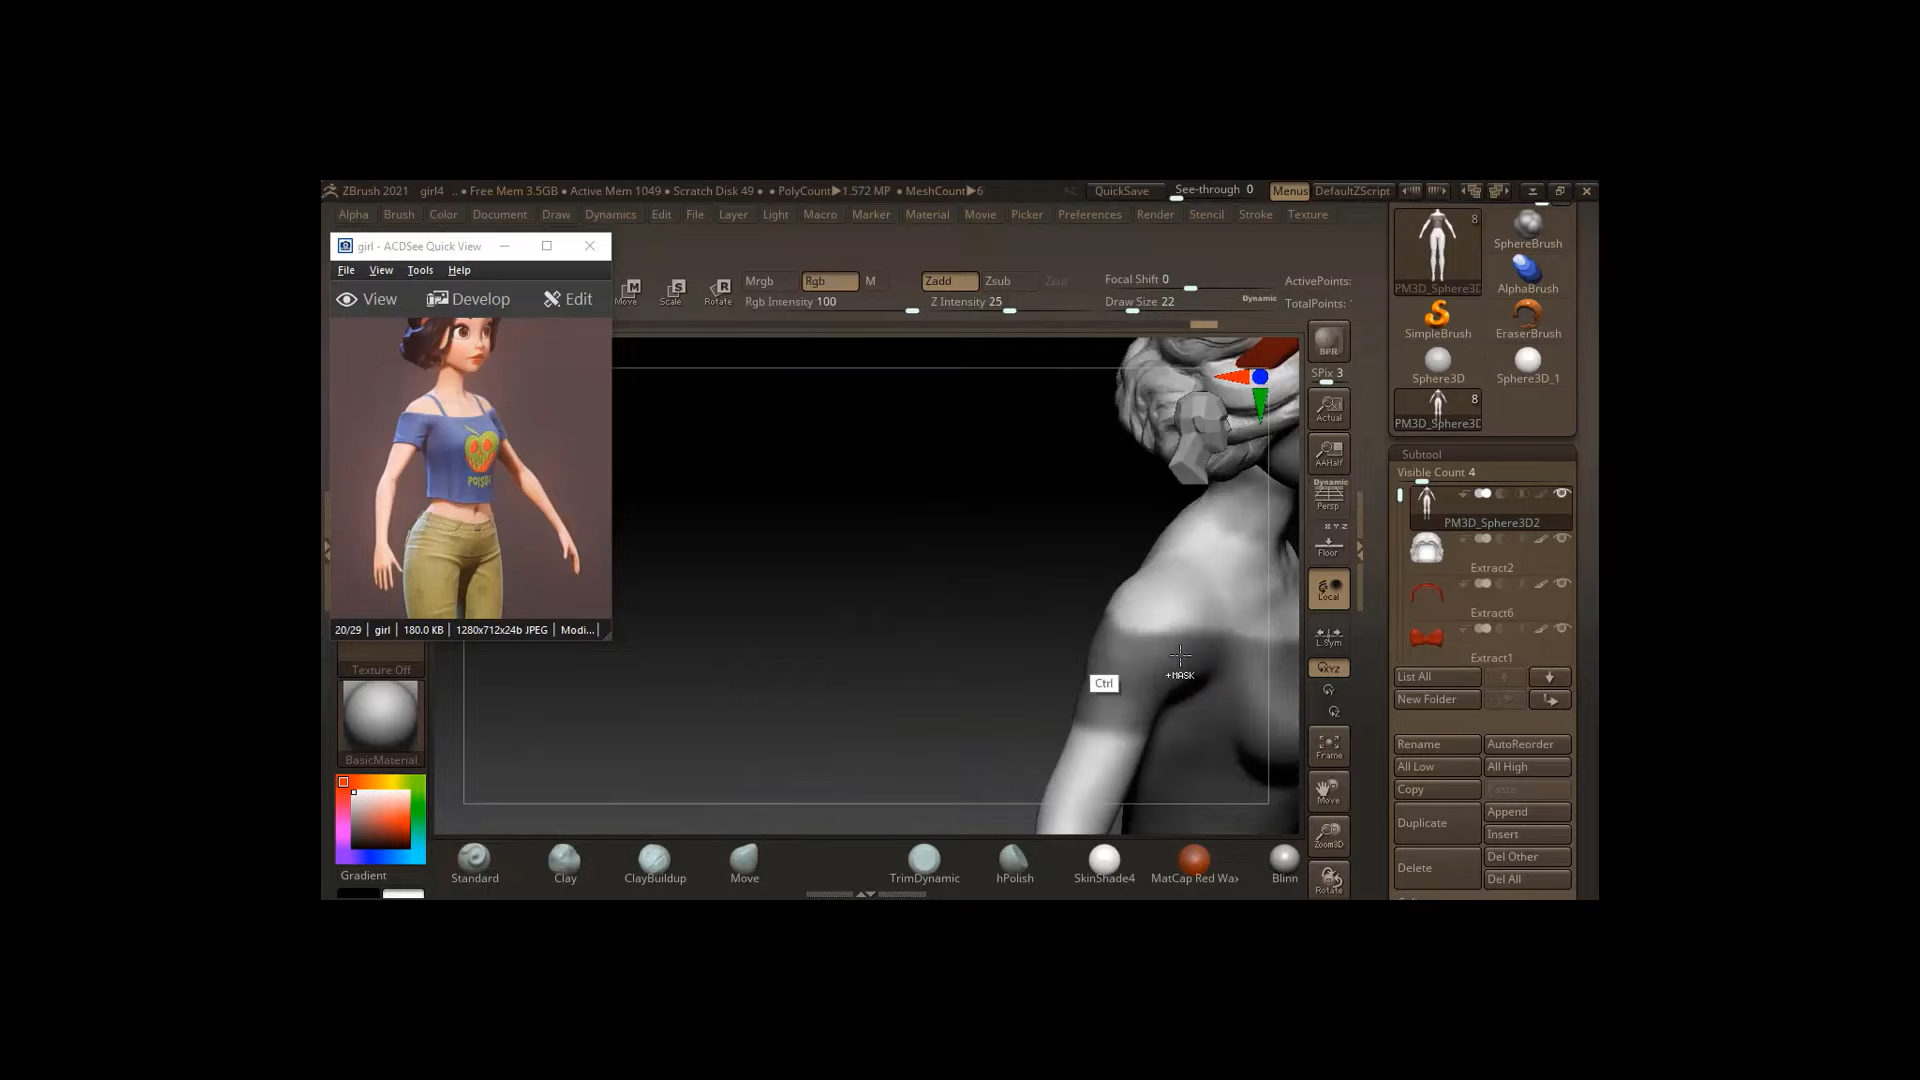 ZBrush 2021 girl4 .. • Free Mem 3.5GB • Active Mem 1049 • Scratch Disk 49 • • PolyCount▶1.572 MP • MeshCount▶6
AC QuickSave See-through 0 Menus DefaultZScript
Alpha Brush Color Document Draw Dynamics Edit File Layer Light Macro Marker Material Movie Picker Preferences Render Stencil Stroke Texture
girl - ACDSee Quick View
File View Tools Help
View Develop Edit
POISON
20/29 girl 180.0 KB 1280x712x24b JPEG Modi...
Move Scale Rotate
Mrgb Rgb M
Rgb Intensity 100
Zadd Zsub Zcut
Z Intensity 25
Focal Shift 0
Draw Size 22 Dynamic
ActivePoints:
TotalPoints:
Ctrl
+MASK
Texture Off
BasicMaterial
Gradient
Standard Clay ClayBuildup Move TrimDynamic hPolish SkinShade4 MatCap Red Wax Blinn
BPR
SPix 3
Actual
AAHalf
Dynamic
Persp
X Y Z
Floor
Local
L.Sym
XYZ
Y
Z
Frame
Move
Zoom3D
Rotate
8
PM3D_Sphere3D
SphereBrush
AlphaBrush
SimpleBrush EraserBrush
Sphere3D Sphere3D_1
8
PM3D_Sphere3D
Subtool
Visible Count 4
PM3D_Sphere3D2
Extract2
Extract6
Extract1
List All
New Folder
Rename AutoReorder
All Low All High
Copy Paste
Duplicate Append
Insert
Delete Del Other
Del All